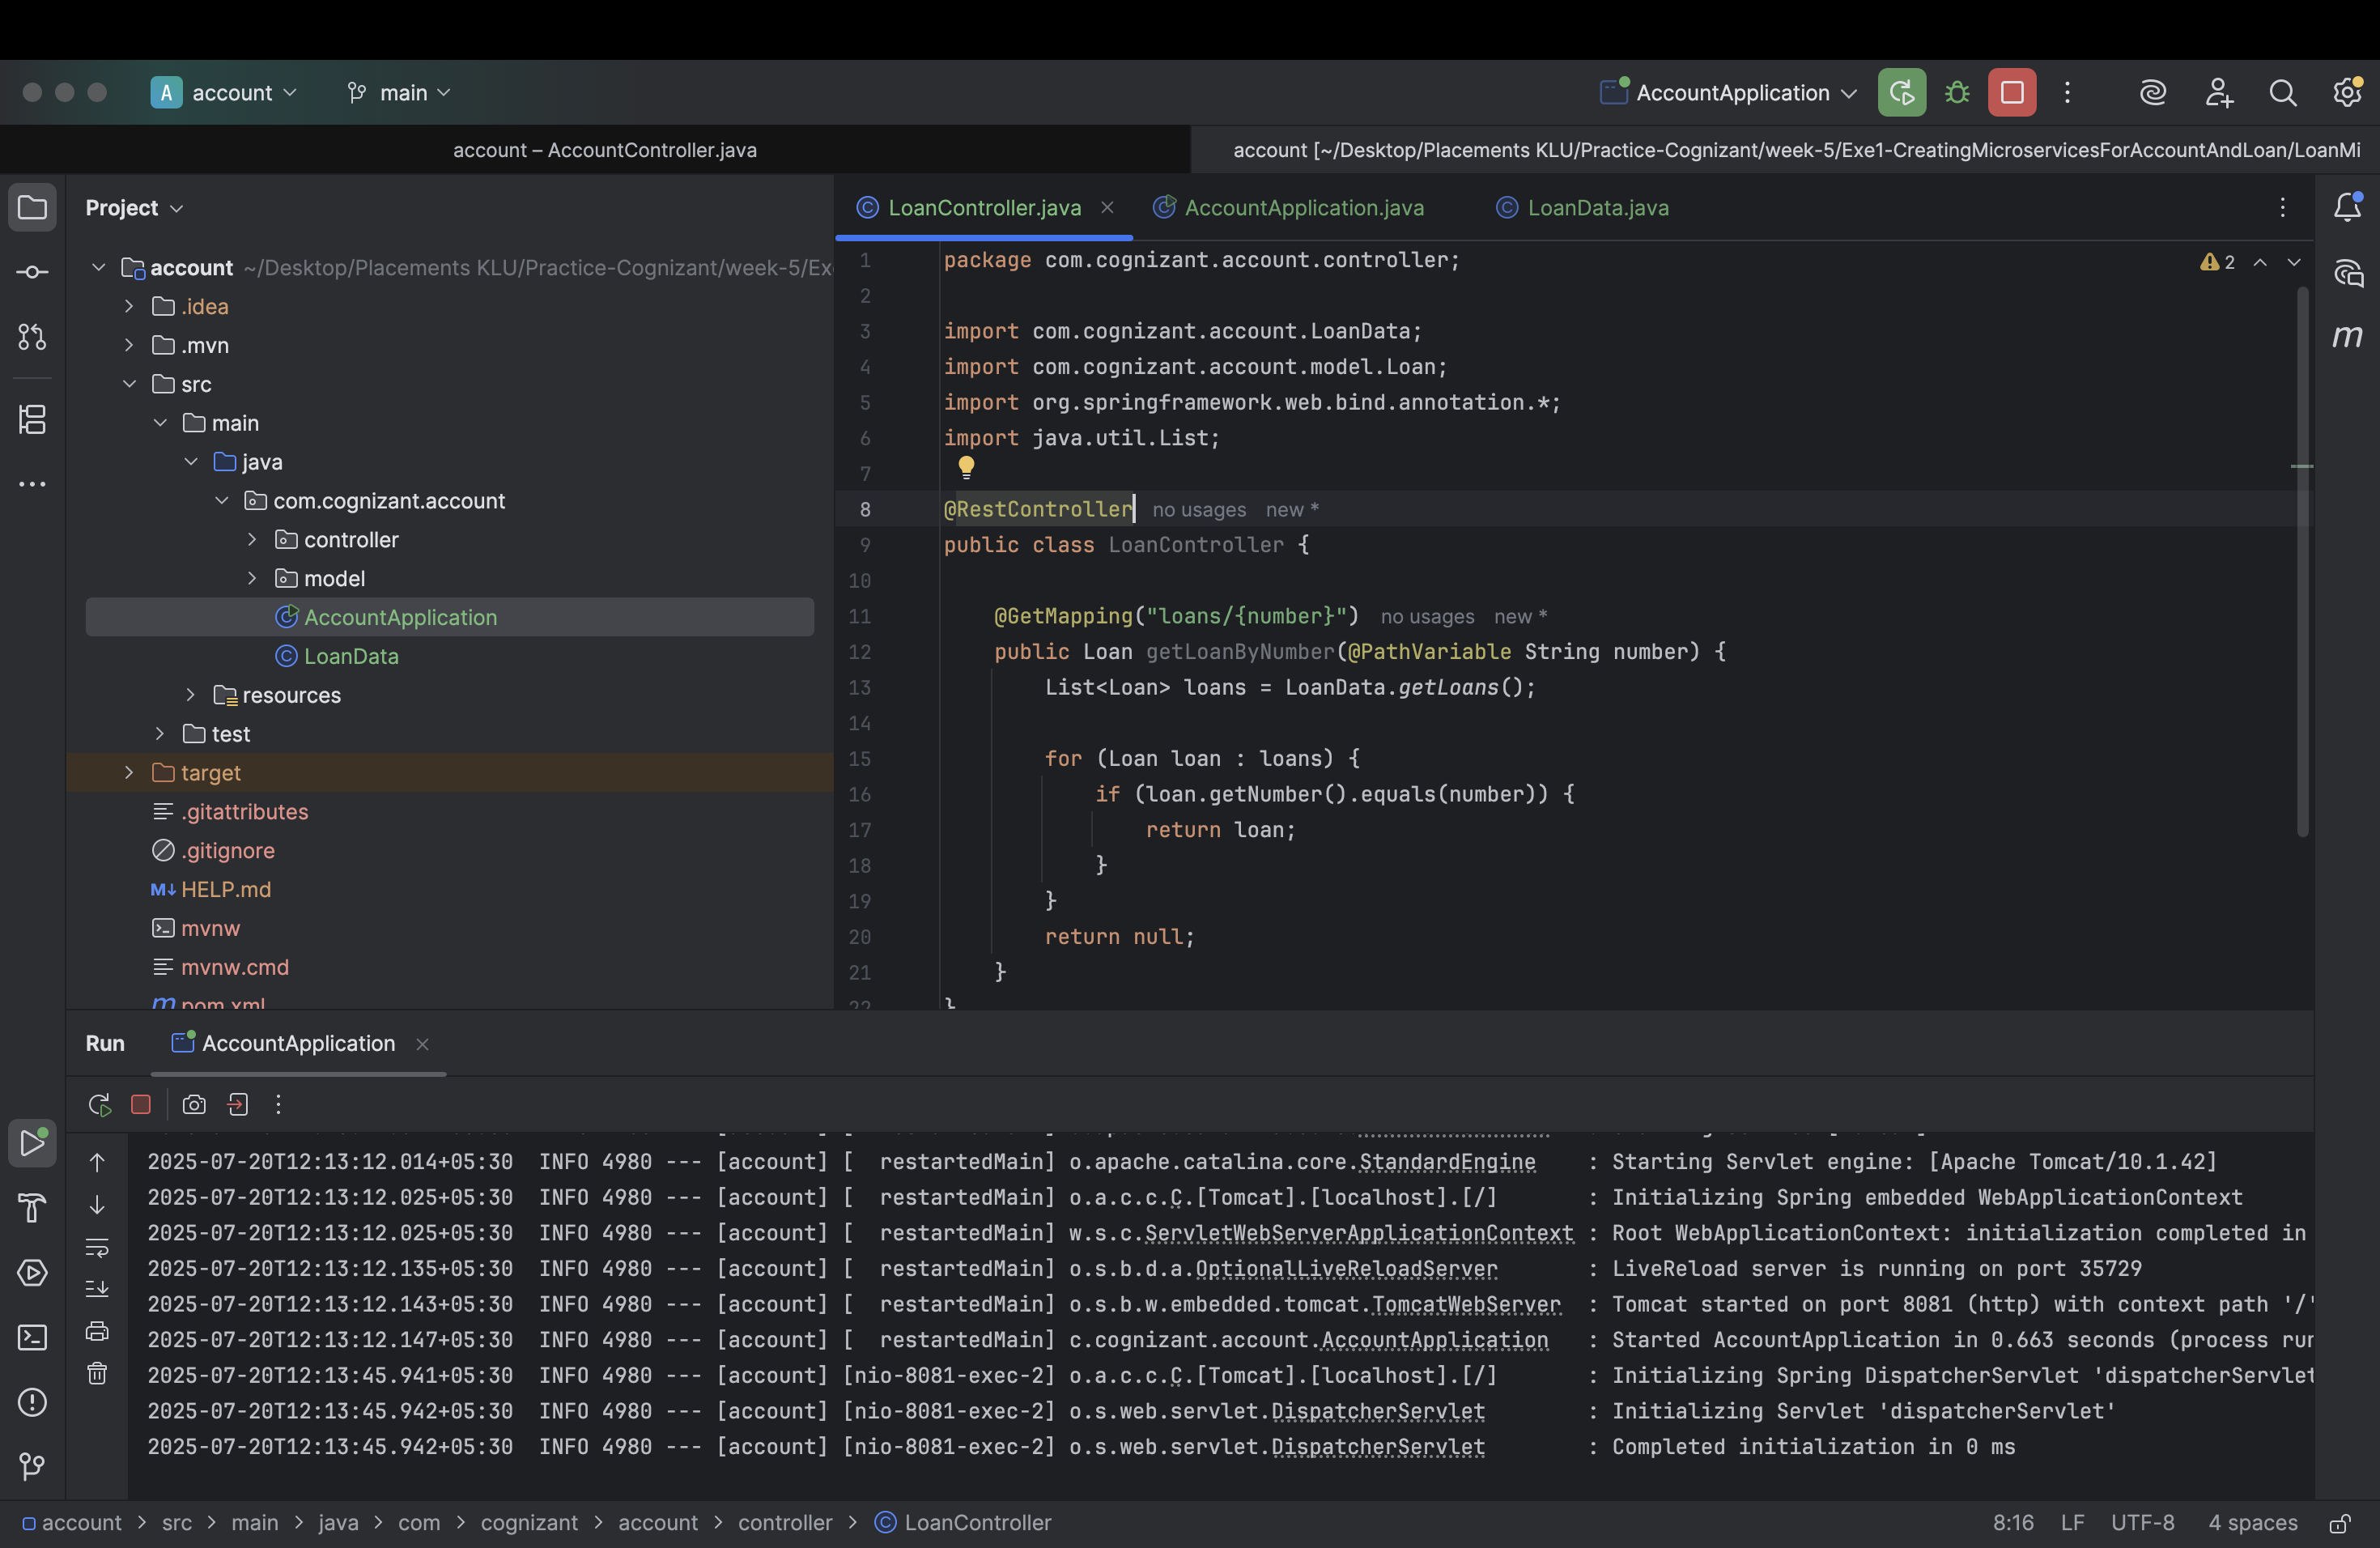 A account main AccountApplication
account – AccountController.java account [~/Desktop/Placements KLU/Practice-Cognizant/week-5/Exe1-CreatingMicroservicesForAccountAndLoan/LoanMi
Project
account ~/Desktop/Placements KLU/Practice-Cognizant/week-5/Ex
.idea
.mvn
src
main
java
com.cognizant.account
controller
model
AccountApplication
LoanData
resources
test
target
.gitattributes
.gitignore
M↓ HELP.md
mvnw
mvnw.cmd
m pom.xml
LoanController.java AccountApplication.java LoanData.java
2
m
1 package com.cognizant.account.controller;
2
3 import com.cognizant.account.LoanData;
4 import com.cognizant.account.model.Loan;
5 import org.springframework.web.bind.annotation.*;
6 import java.util.List;
7
8 @RestController no usages new *
9 public class LoanController {
10
11 @GetMapping("loans/{number}") no usages new *
12 public Loan getLoanByNumber(@PathVariable String number) {
13 List<Loan> loans = LoanData.getLoans();
14
15 for (Loan loan : loans) {
16 if (loan.getNumber().equals(number)) {
17 return loan;
18 }
19 }
20 return null;
21 }
22 }
Run AccountApplication
2025-07-20T12:13:12.014+05:30 INFO 4980 --- [account] [ restartedMain] o.apache.catalina.core.StandardEngine : Starting Servlet engine: [Apache Tomcat/10.1.42]
2025-07-20T12:13:12.025+05:30 INFO 4980 --- [account] [ restartedMain] o.a.c.c.C.[Tomcat].[localhost].[/] : Initializing Spring embedded WebApplicationContext
2025-07-20T12:13:12.025+05:30 INFO 4980 --- [account] [ restartedMain] w.s.c.ServletWebServerApplicationContext : Root WebApplicationContext: initialization completed in
2025-07-20T12:13:12.135+05:30 INFO 4980 --- [account] [ restartedMain] o.s.b.d.a.OptionalLiveReloadServer : LiveReload server is running on port 35729
2025-07-20T12:13:12.143+05:30 INFO 4980 --- [account] [ restartedMain] o.s.b.w.embedded.tomcat.TomcatWebServer : Tomcat started on port 8081 (http) with context path '/'
2025-07-20T12:13:12.147+05:30 INFO 4980 --- [account] [ restartedMain] c.cognizant.account.AccountApplication : Started AccountApplication in 0.663 seconds (process run
2025-07-20T12:13:45.941+05:30 INFO 4980 --- [account] [nio-8081-exec-2] o.a.c.c.C.[Tomcat].[localhost].[/] : Initializing Spring DispatcherServlet 'dispatcherServlet
2025-07-20T12:13:45.942+05:30 INFO 4980 --- [account] [nio-8081-exec-2] o.s.web.servlet.DispatcherServlet : Initializing Servlet 'dispatcherServlet'
2025-07-20T12:13:45.942+05:30 INFO 4980 --- [account] [nio-8081-exec-2] o.s.web.servlet.DispatcherServlet : Completed initialization in 0 ms
account > src > main > java > com > cognizant > account > controller > LoanController 8:16 LF UTF-8 4 spaces